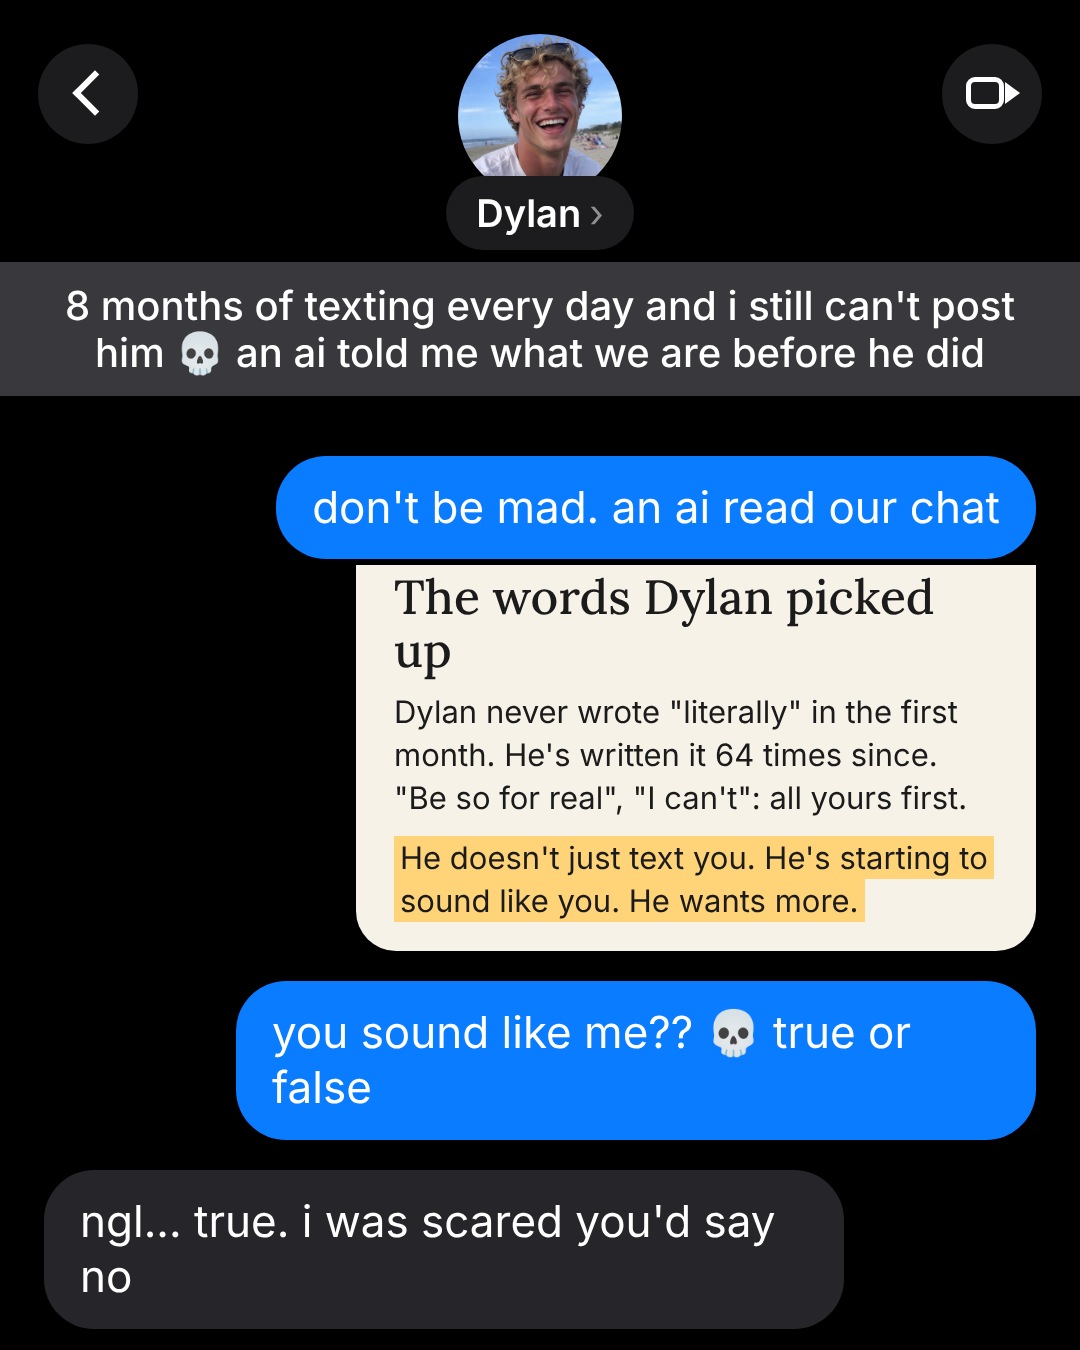 Dylan ›
8 months of texting every day and i still can't post
him 💀 an ai told me what we are before he did
don't be mad. an ai read our chat
The words Dylan picked
up
Dylan never wrote "literally" in the first
month. He's written it 64 times since.
"Be so for real", "I can't": all yours first.
He doesn't just text you. He's starting to
sound like you. He wants more.
you sound like me?? 💀 true or
false
ngl... true. i was scared you'd say
no